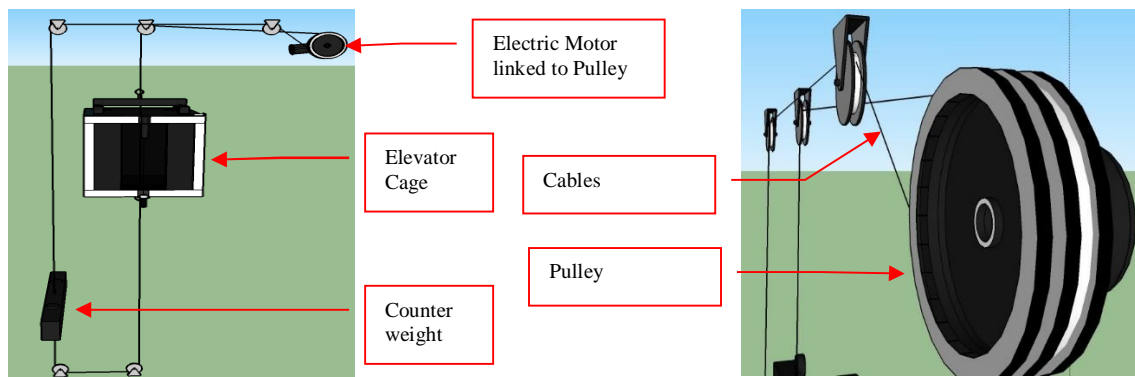 Electric Motor
linked to Pulley
Elevator
Cage
Cables
Pulley
Counter
weight